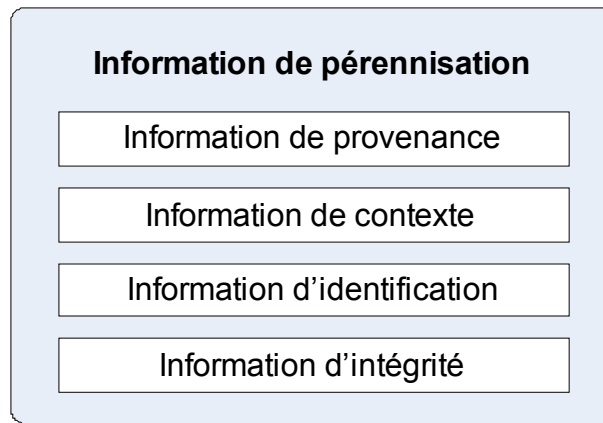 Information de pérennisation
Information de provenance
Information de contexte
Information d’identification
Information d’intégrité